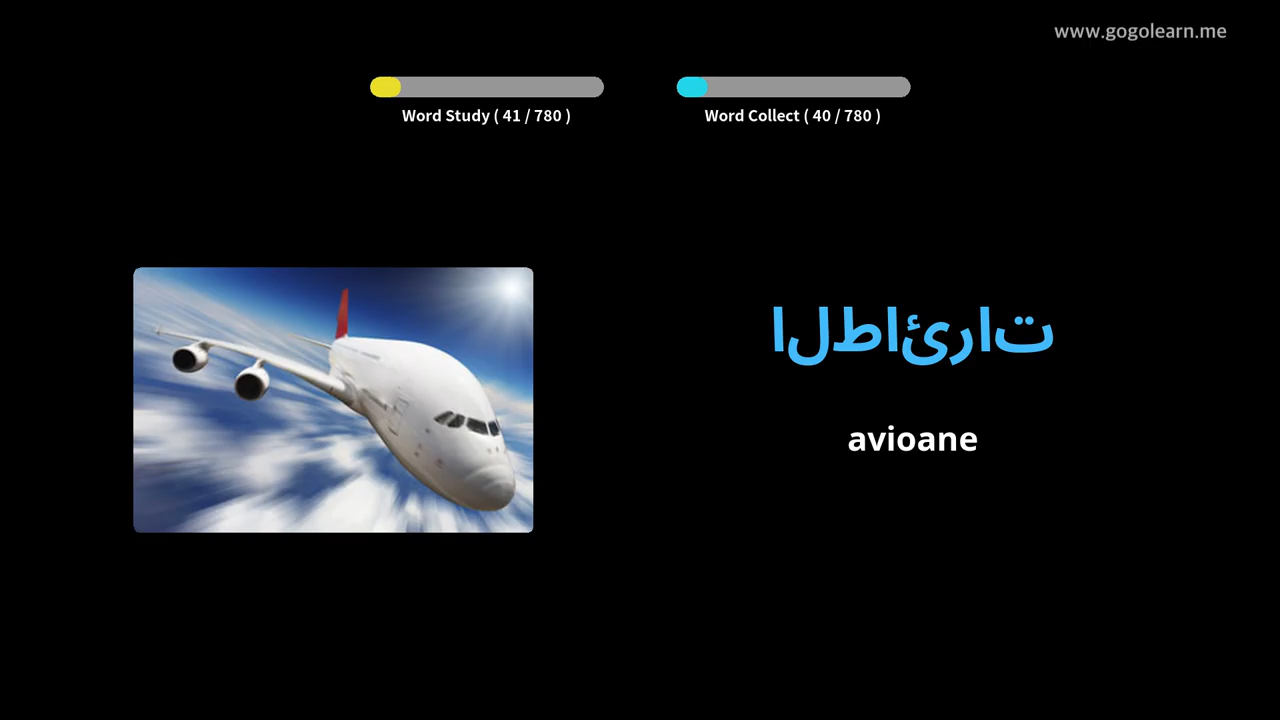 www.gogolearn.me
Word Study ( 41 / 780 )
Word Collect ( 40 / 780 )
الطائرات
avioane